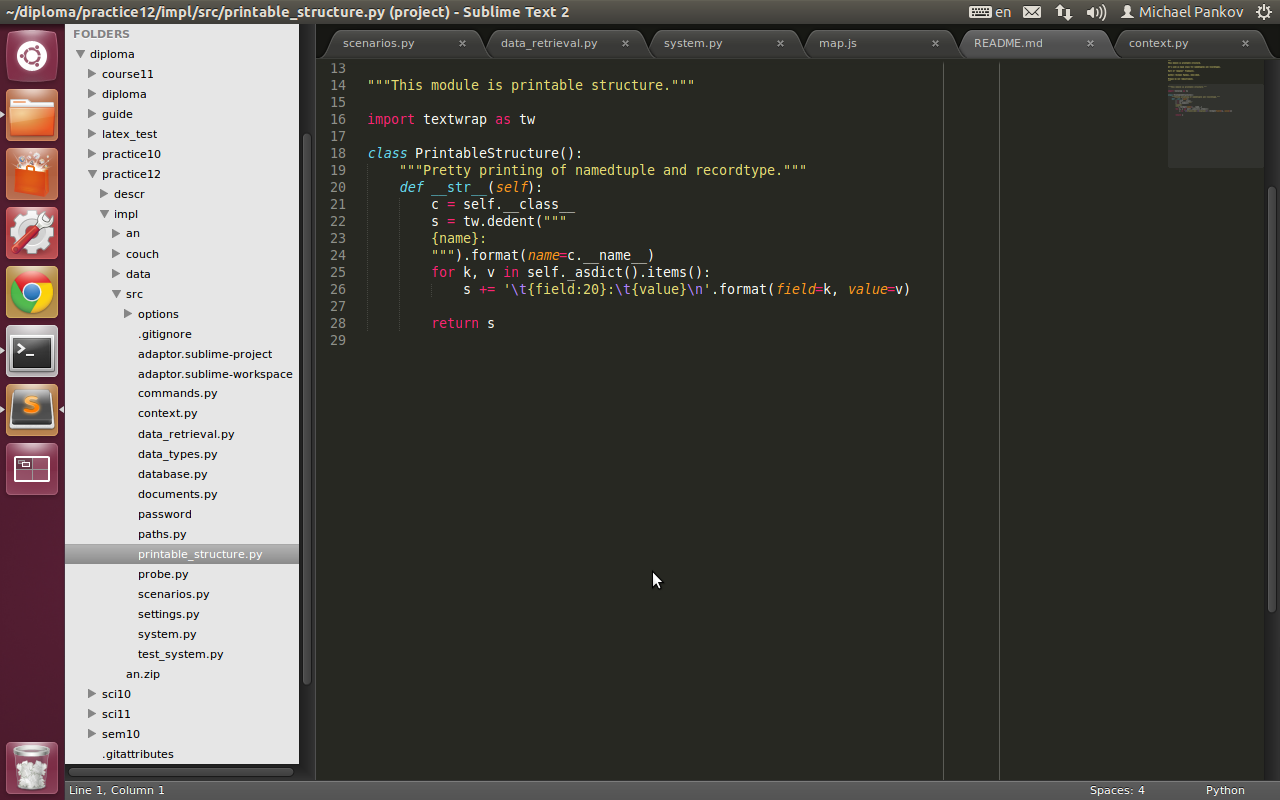 ~/diploma/practice12/impl/src/printable_structure.py (project) - Sublime Text 2
en
Michael Pankov
FOLDERS
diploma
course11
diploma
guide
latex_test
practice10
practice12
descr
impl
an
couch
data
src
options
.gitignore
adaptor.sublime-project
adaptor.sublime-workspace
commands.py
context.py
data_retrieval.py
data_types.py
database.py
documents.py
password
paths.py
printable_structure.py
probe.py
scenarios.py
settings.py
system.py
test_system.py
an.zip
sci10
sci11
sem10
.gitattributes
scenarios.py × data_retrieval.py × system.py × map.js × README.md × context.py ×
13
14 """This module is printable structure."""
15
16 import textwrap as tw
17
18 class PrintableStructure():
19     """Pretty printing of namedtuple and recordtype."""
20     def __str__(self):
21         c = self.__class__
22         s = tw.dedent("""
23         {name}:
24         """).format(name=c.__name__)
25         for k, v in self._asdict().items():
26             s += '\t{field:20}:\t{value}\n'.format(field=k, value=v)
27
28         return s
29
Line 1, Column 1
Spaces: 4
Python